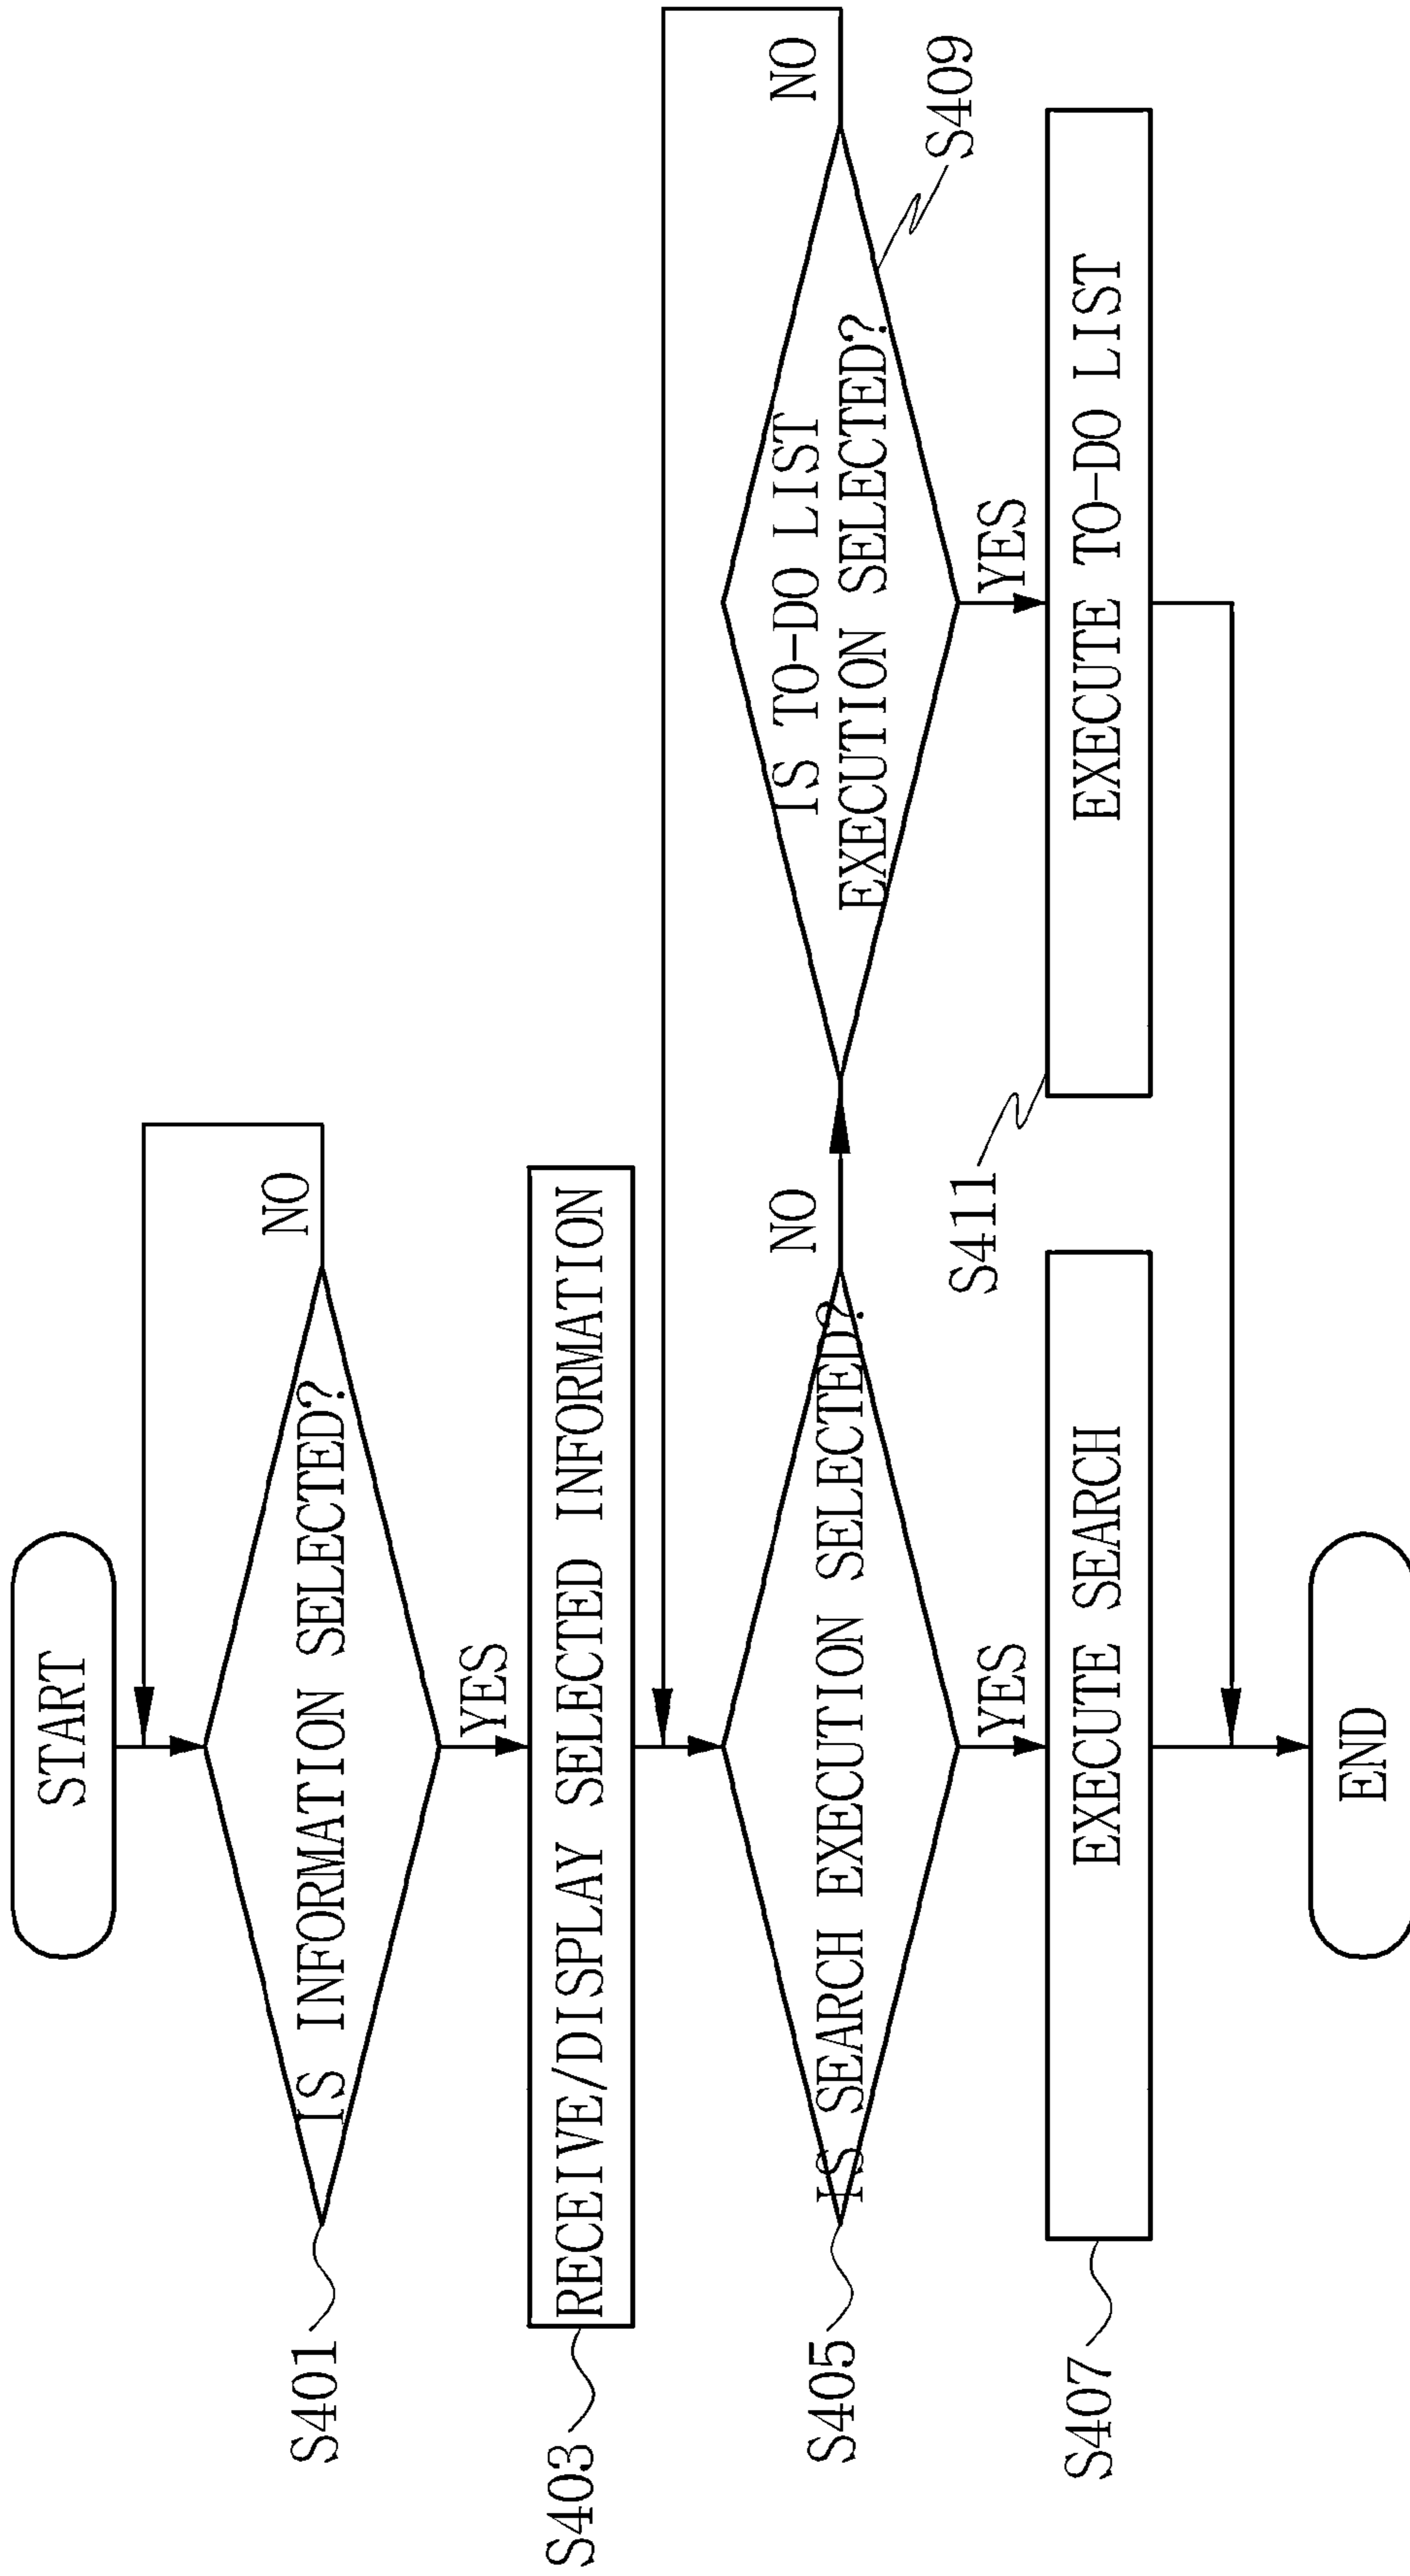 START
IS INFORMATION SELECTED?
NO
S401
YES
RECEIVE/DISPLAY SELECTED INFORMATION
S403
IS SEARCH EXECUTION SELECTED?
NO
S405
YES
IS TO-DO LIST
EXECUTION SELECTED?
NO
S409
YES
EXECUTE SEARCH
S407
EXECUTE TO-DO LIST
S411
END